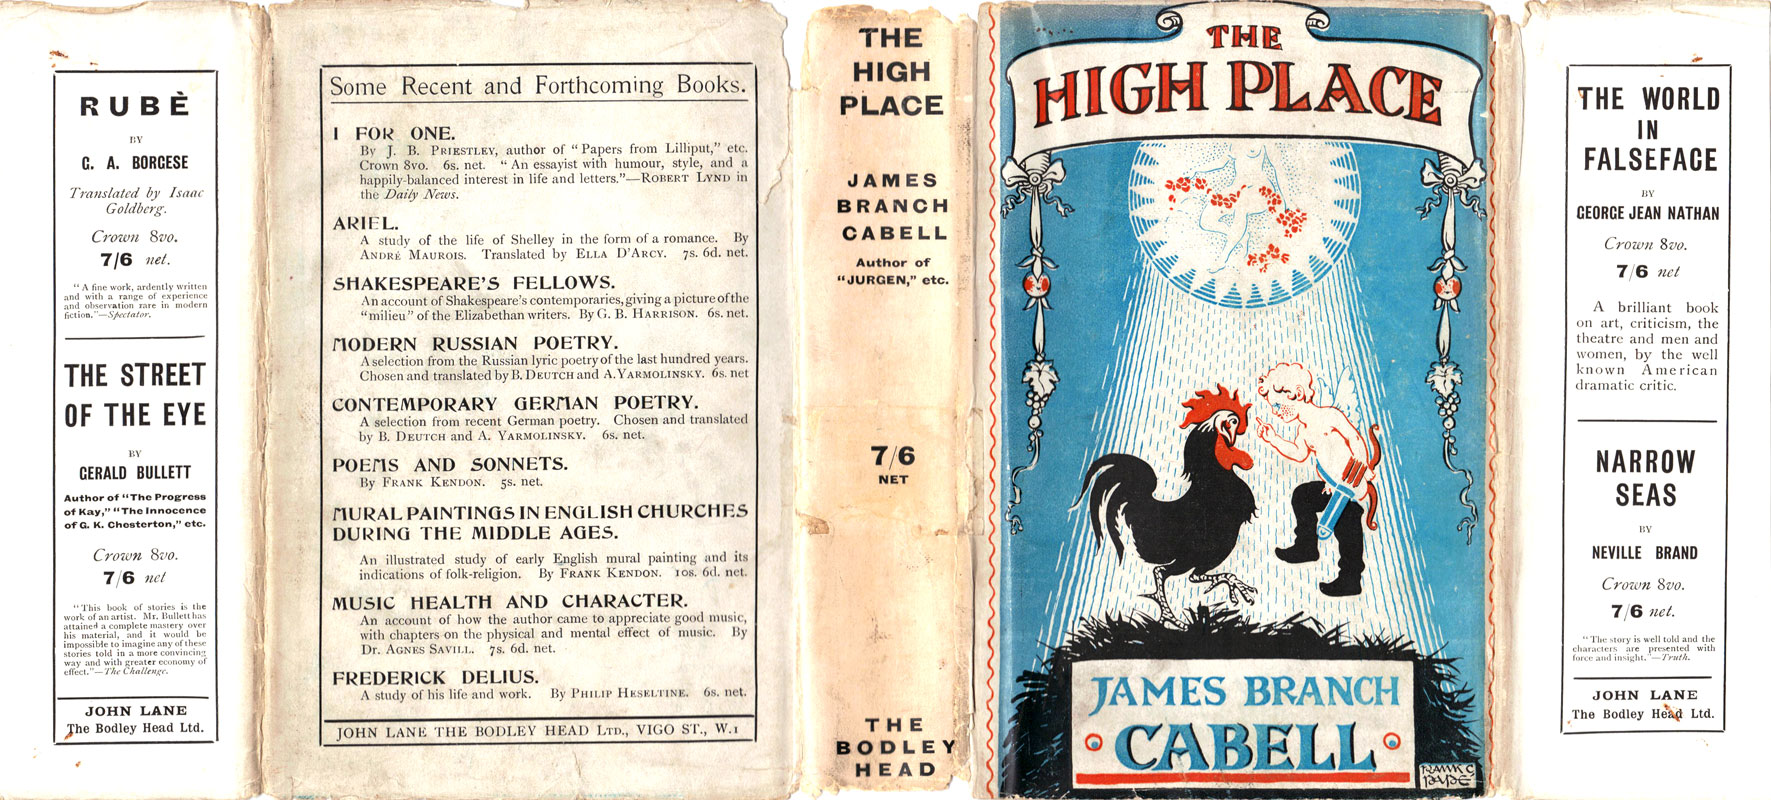 RUBÈ
BY
G. A. BORGESE
Translated by Isaac
Goldberg.
Crown 8vo.
7/6 net.
"A fine work, ardently written
and with a range of experience
and observation rare in modern
fiction."—Spectator.
THE STREET
OF THE EYE
BY
GERALD BULLETT
Author of "The Progress
of Kay," "The Innocence
of G. K. Chesterton," etc.
Crown 8vo.
7/6 net
"This book of stories is the
work of an artist. Mr. Bullett has
attained a complete mastery over
his material, and it would be
impossible to imagine any of these
stories told in a more convincing
way and with greater economy of
effect."—The Challenge.
JOHN LANE
The Bodley Head Ltd.
Some Recent and Forthcoming Books.
I FOR ONE.
By J. B. PRIESTLEY, author of "Papers from Lilliput," etc.
Crown 8vo. 6s. net. "An essayist with humour, style, and a
happily-balanced interest in life and letters."—ROBERT LYND in
the Daily News.
ARIEL.
A study of the life of Shelley in the form of a romance. By
ANDRÉ MAUROIS. Translated by ELLA D'ARCY. 7s. 6d. net.
SHAKESPEARE'S FELLOWS.
An account of Shakespeare's contemporaries, giving a picture of the
"milieu" of the Elizabethan writers. By G. B. HARRISON. 6s. net.
MODERN RUSSIAN POETRY.
A selection from the Russian lyric poetry of the last hundred years.
Chosen and translated by B. DEUTCH and A. YARMOLINSKY. 6s. net
CONTEMPORARY GERMAN POETRY.
A selection from recent German poetry. Chosen and translated
by B. DEUTCH and A. YARMOLINSKY. 6s. net.
POEMS AND SONNETS.
By FRANK KENDON. 5s. net.
MURAL PAINTINGS IN ENGLISH CHURCHES
DURING THE MIDDLE AGES.
An illustrated study of early English mural painting and its
indications of folk-religion. By FRANK KENDON. 10s. 6d. net.
MUSIC HEALTH AND CHARACTER.
An account of how the author came to appreciate good music,
with chapters on the physical and mental effect of music. By
Dr. AGNES SAVILL. 7s. 6d. net.
FREDERICK DELIUS.
A study of his life and work. By PHILIP HESELTINE. 6s. net.
JOHN LANE THE BODLEY HEAD LTD., VIGO ST., W.1
THE
HIGH
PLACE
JAMES
BRANCH
CABELL
Author of
"JURGEN," etc.
7/6
NET
THE
BODLEY
HEAD
THE
HIGH PLACE
JAMES BRANCH
CABELL
FRANK C
PAPÉ
THE WORLD
IN
FALSEFACE
BY
GEORGE JEAN NATHAN
Crown 8vo.
7/6 net
A brilliant book
on art, criticism, the
theatre and men and
women, by the well
known American
dramatic critic.
NARROW
SEAS
BY
NEVILLE BRAND
Crown 8vo.
7/6 net.
"The story is well told and the
characters are presented with
force and insight."—Truth.
JOHN LANE
The Bodley Head Ltd.